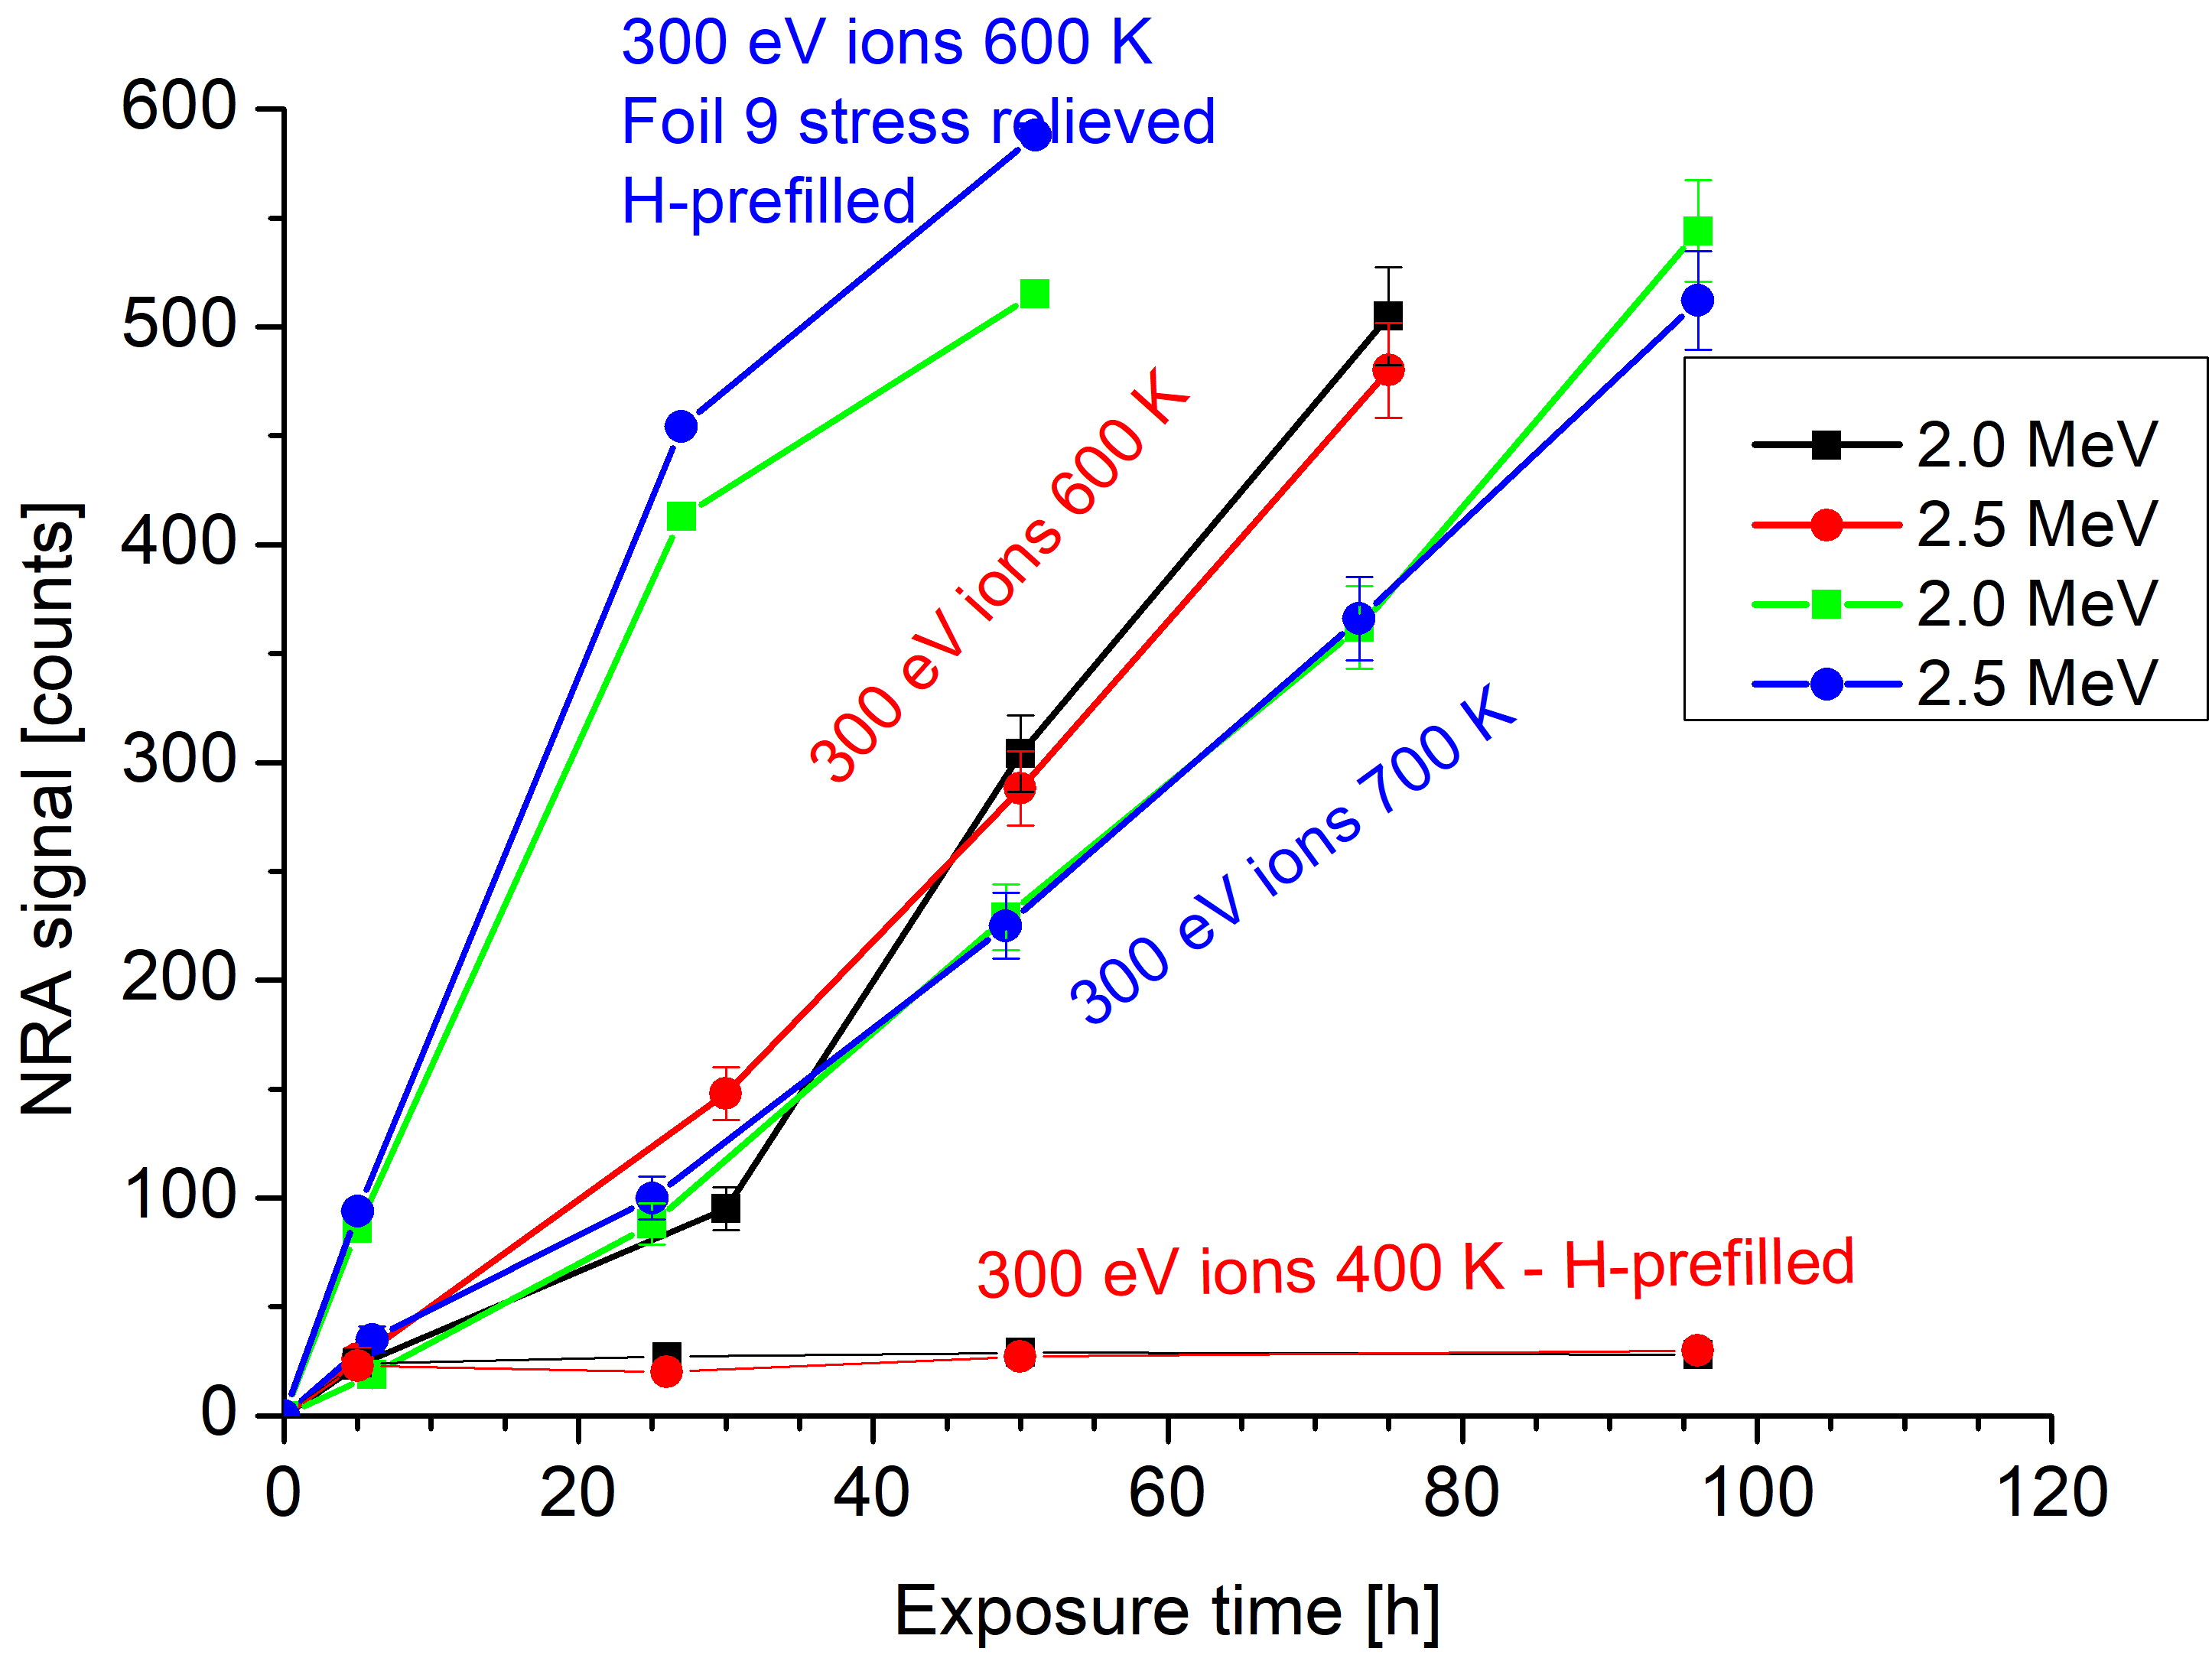 300 eV ions 600 K
Foil 9 stress relieved
H-prefilled
600
500
400
300
200
100
0
NRA signal [counts]
300 eV ions 600 K
300 eV ions 700 K
300 eV ions 400 K - H-prefilled
2.0 MeV
2.5 MeV
2.0 MeV
2.5 MeV
0 20 40 60 80 100 120
Exposure time [h]